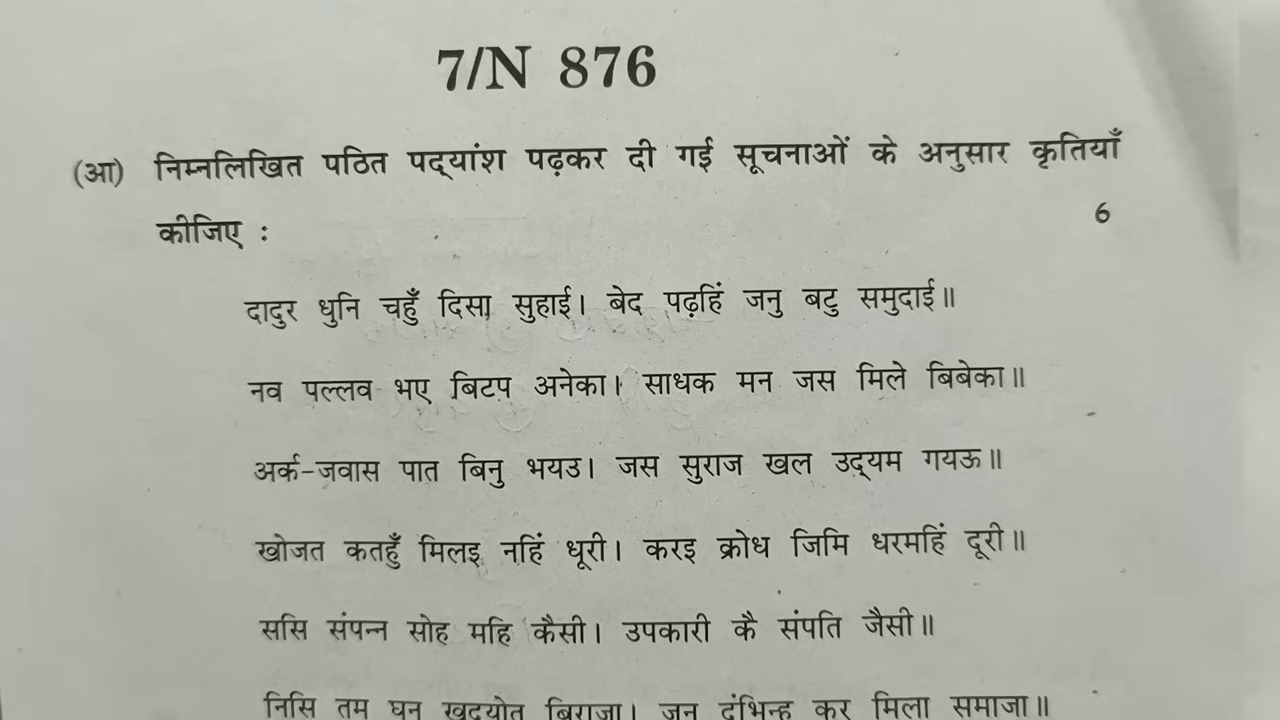 7/N 876
(आ) निम्नलिखित पठित पद्यांश पढ़कर दी गई सूचनाओं के अनुसार कृतियाँ
कीजिए : 6
दादुर धुनि चहुँ दिसा सुहाई। बेद पढ़हिं जनु बटु समुदाई॥
नव पल्लव भए बिटप अनेका। साधक मन जस मिले बिबेका॥
अर्क-जवास पात बिनु भयउ। जस सुराज खल उद्यम गयऊ॥
खोजत कतहुँ मिलइ नहिं धूरी। करइ क्रोध जिमि धरमहिं दूरी॥
ससि संपन्न सोह महि कैसी। उपकारी कै संपति जैसी॥
निसि तम घन खद्योत बिराजा। जनु दंभिन्ह कर मिला समाजा॥